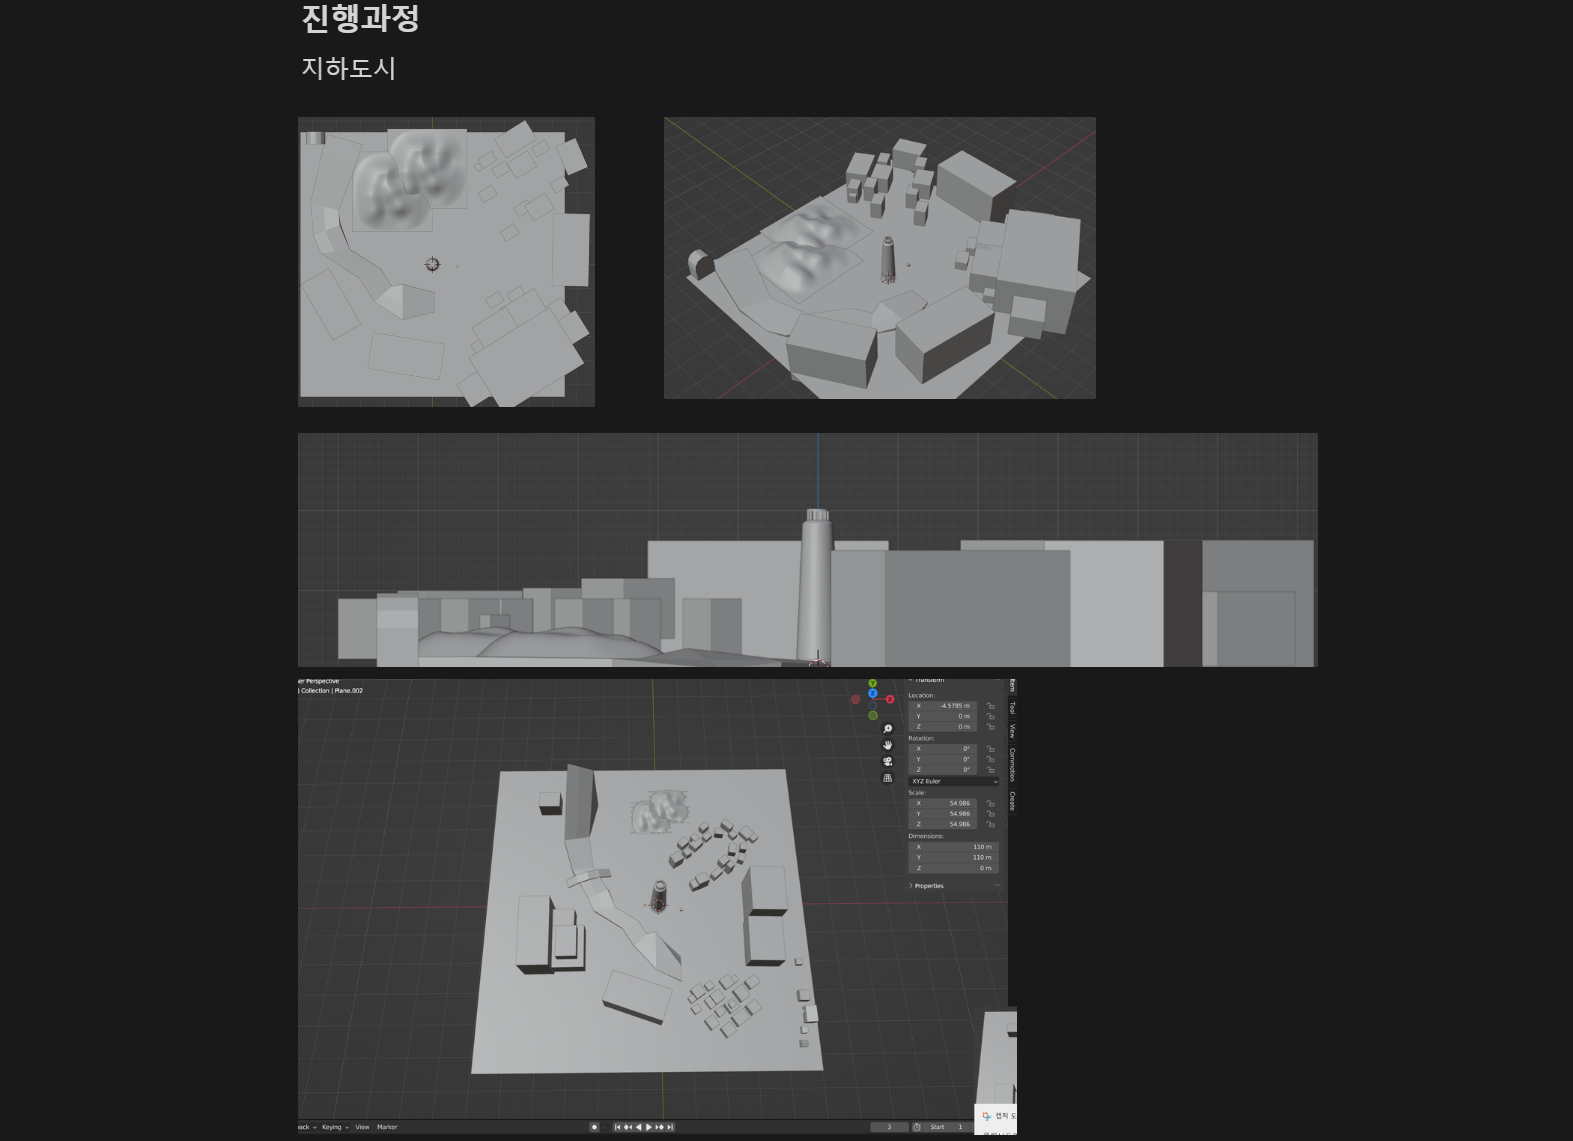 진행과정
지하도시
er Perspective
| Collection | Plane.002
Y
Z
X
Transform
Location:
X -4.5785 m
Y 0 m
Z 0 m
Rotation:
X 0°
Y 0°
Z 0°
XYZ Euler
Scale:
X 54.986
Y 54.986
Z 54.986
Dimensions:
X 110 m
Y 110 m
Z 0 m
Properties
Item
Tool
View
Commotion
Create
back Keying View Marker
3 Start 1
캡처 도